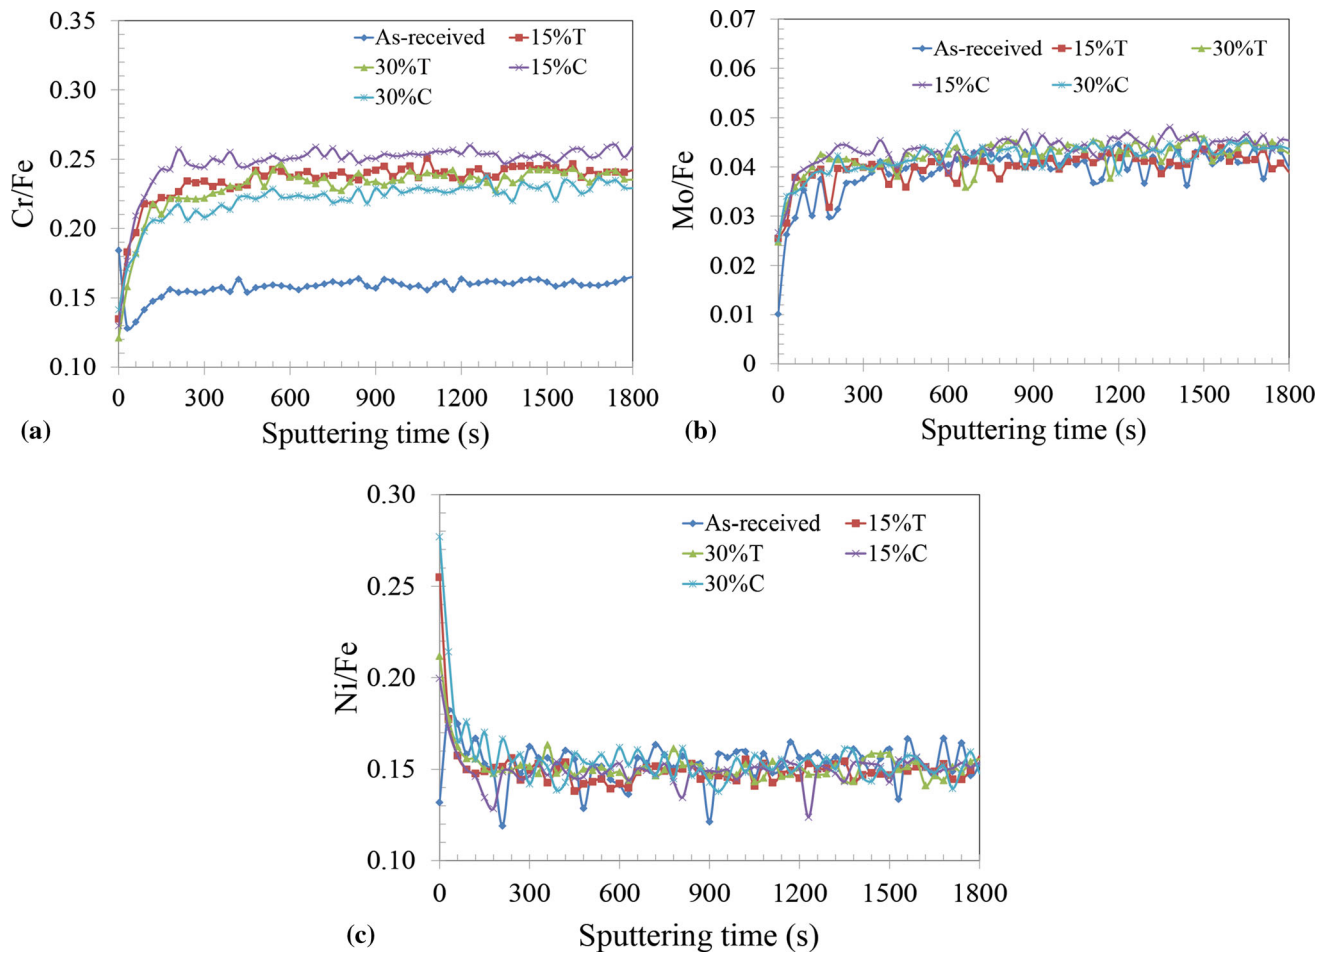 0.35
0.30
0.25
0.20
0.15
0.10
Cr/Fe
As-received 15%T
30%T 15%C
30%C
0 300 600 900 1200 1500 1800
(a) Sputtering time (s)
0.07
0.06
0.05
0.04
0.03
0.02
0.01
0
Mo/Fe
As-received 15%T 30%T
15%C 30%C
0 300 600 900 1200 1500 1800
(b) Sputtering time (s)
0.30
0.25
0.20
0.15
0.10
Ni/Fe
As-received 15%T
30%T 15%C
30%C
0 300 600 900 1200 1500 1800
(c) Sputtering time (s)